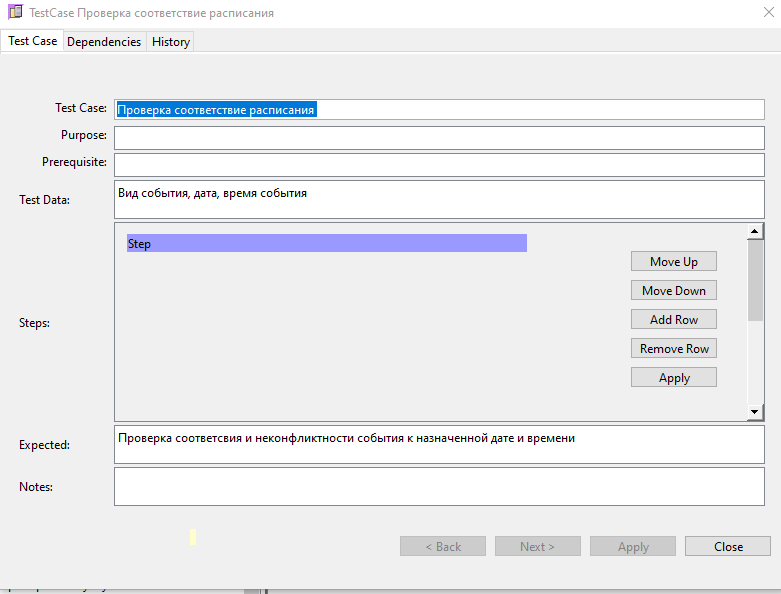 TestCase Проверка соответствие расписания
Test Case Dependencies History
Test Case: Проверка соответствие расписания
Purpose:
Prerequisite:
Test Data: Вид события, дата, время события
Step
Move Up
Move Down
Steps: Add Row
Remove Row
Apply
Expected: Проверка соответсвия и неконфликтности события к назначенной дате и времени
Notes:
< Back Next > Apply Close